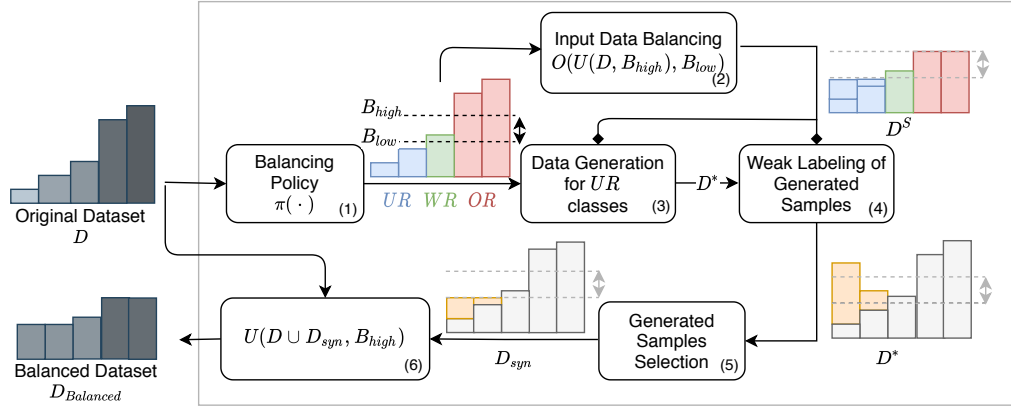 Input Data Balancing
O(U(D, B_high), B_low)
(2)
B_high
B_low
D^S
Balancing
Policy
π( · )
(1)
UR WR OR
Data Generation
for UR
classes
(3)
D*
Weak Labeling of
Generated
Samples
(4)
Original Dataset
D
U(D ∪ D_syn, B_high)
(6)
D_syn
Generated
Samples
Selection
(5)
D*
Balanced Dataset
D_Balanced